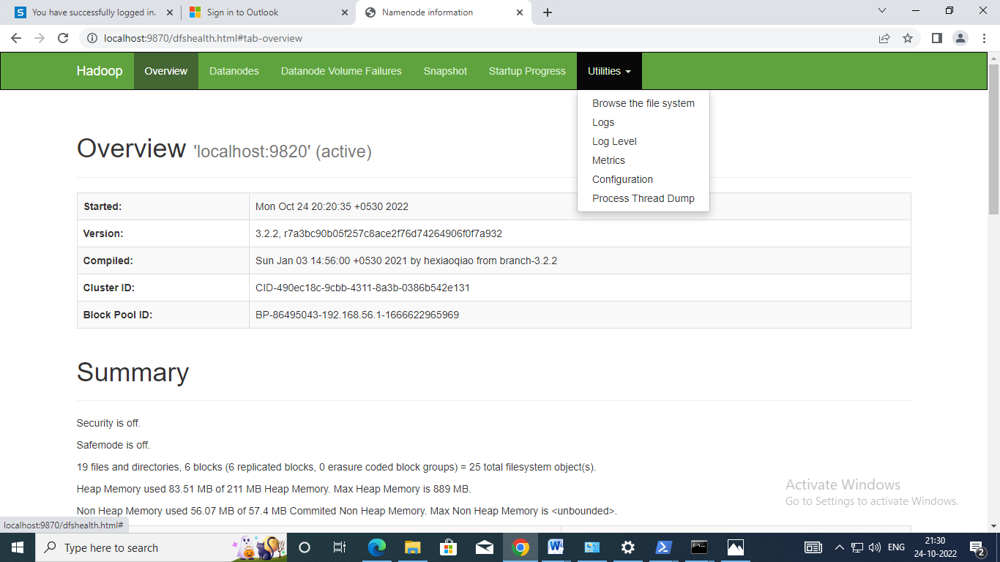 You have successfully logged in.
Sign in to Outlook
Namenode information
localhost:9870/dfshealth.html#tab-overview
Hadoop Overview Datanodes Datanode Volume Failures Snapshot Startup Progress Utilities
Browse the file system
Logs
Log Level
Metrics
Configuration
Process Thread Dump
Overview 'localhost:9820' (active)
Started: Mon Oct 24 20:20:35 +0530 2022
Version: 3.2.2, r7a3bc90b05f257c8ace2f76d74264906f0f7a932
Compiled: Sun Jan 03 14:56:00 +0530 2021 by hexiaoqiao from branch-3.2.2
Cluster ID: CID-490ec18c-9cbb-4311-8a3b-0386b542e131
Block Pool ID: BP-86495043-192.168.56.1-1666622965969
Summary
Security is off.
Safemode is off.
19 files and directories, 6 blocks (6 replicated blocks, 0 erasure coded block groups) = 25 total filesystem object(s).
Heap Memory used 83.51 MB of 211 MB Heap Memory. Max Heap Memory is 889 MB.
Non Heap Memory used 56.07 MB of 57.4 MB Commited Non Heap Memory. Max Non Heap Memory is <unbounded>.
Activate Windows
Go to Settings to activate Windows.
localhost:9870/dfshealth.html#
Type here to search
ENG
21:30
24-10-2022
2